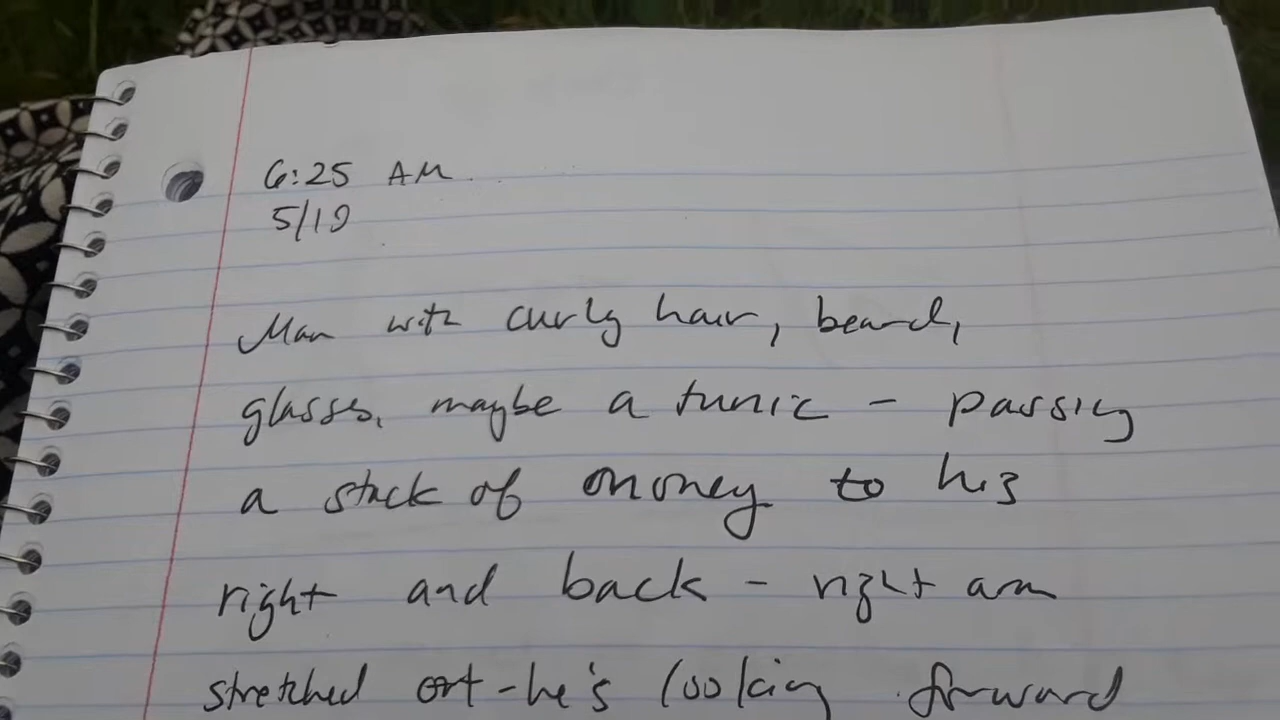 6:25 AM
5/19
Man with curly hair, beard,
glasses, maybe a tunic - passing
a stack of money to his
right and back - right arm
stretched out - he's looking forward